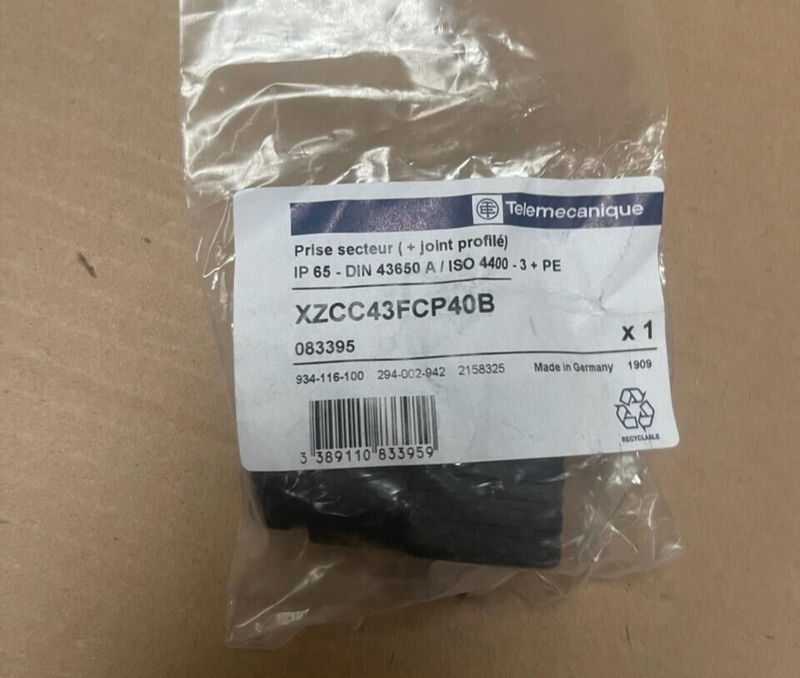 Telemecanique
Prise secteur ( + joint profilé)
IP 65 - DIN 43650 A / ISO 4400 - 3 + PE
XZCC43FCP40B
083395
x 1
934-116-100 294-002-942 2158325 Made in Germany 1909
3 389110 833959
RECYCLABLE